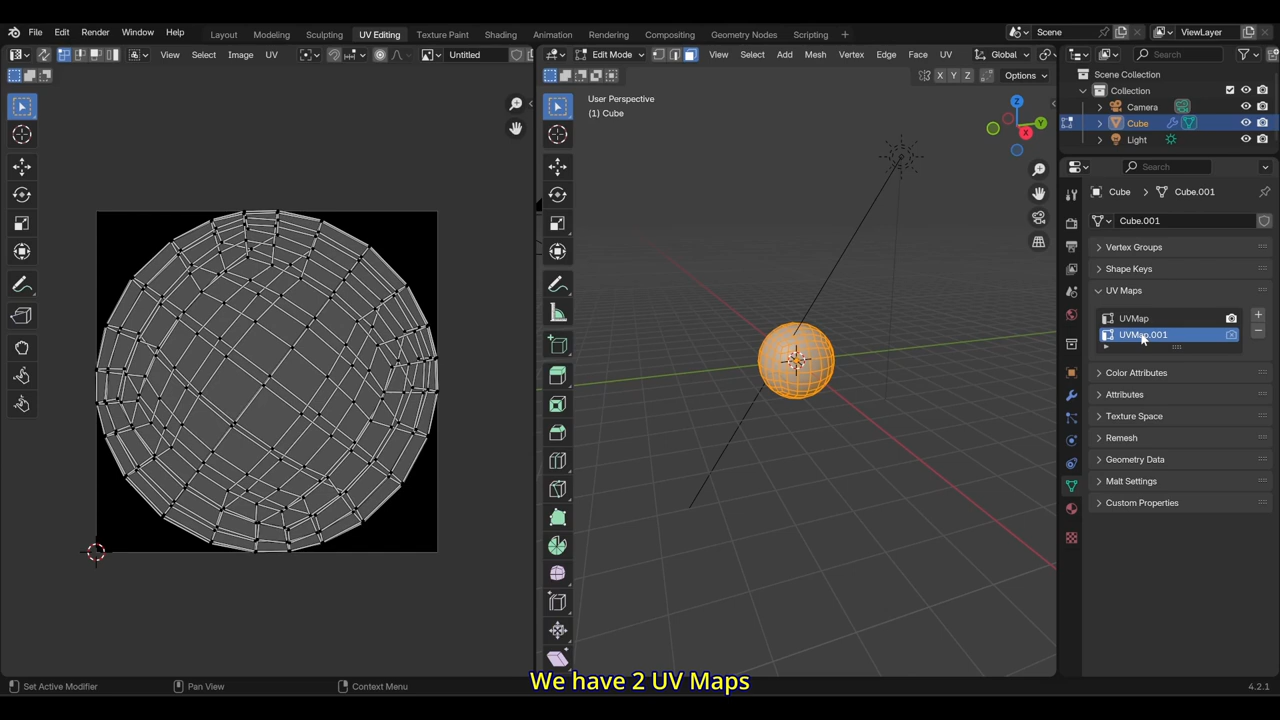 File Edit Render Window Help Layout Modeling Sculpting UV Editing Texture Paint Shading Animation Rendering Compositing Geometry Nodes Scripting Scene ViewLayer
View Select Image UV Untitled
Edit Mode View Select Add Mesh Vertex Edge Face UV Global
Search
X Y Z Options
User Perspective
(1) Cube
Z
Y
X
Scene Collection
Collection
Camera
Cube
Light
Search
Cube Cube.001
Cube.001
Vertex Groups
Shape Keys
UV Maps
UVMap
UVMap.001
Color Attributes
Attributes
Texture Space
Remesh
Geometry Data
Malt Settings
Custom Properties
We have 2 UV Maps
Set Active Modifier Pan View Context Menu 4.2.1